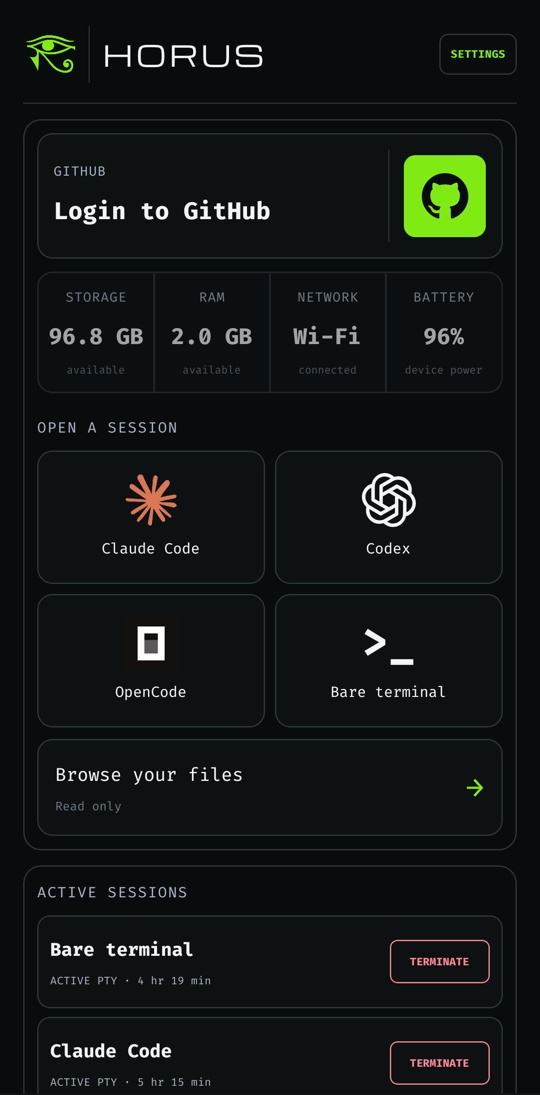 HORUS
SETTINGS
GITHUB
Login to GitHub
STORAGE
96.8 GB
available
RAM
2.0 GB
available
NETWORK
Wi-Fi
connected
BATTERY
96%
device power
OPEN A SESSION
Claude Code
Codex
OpenCode
>_
Bare terminal
Browse your files
Read only
ACTIVE SESSIONS
Bare terminal
ACTIVE PTY · 4 hr 19 min
TERMINATE
Claude Code
ACTIVE PTY · 5 hr 15 min
TERMINATE